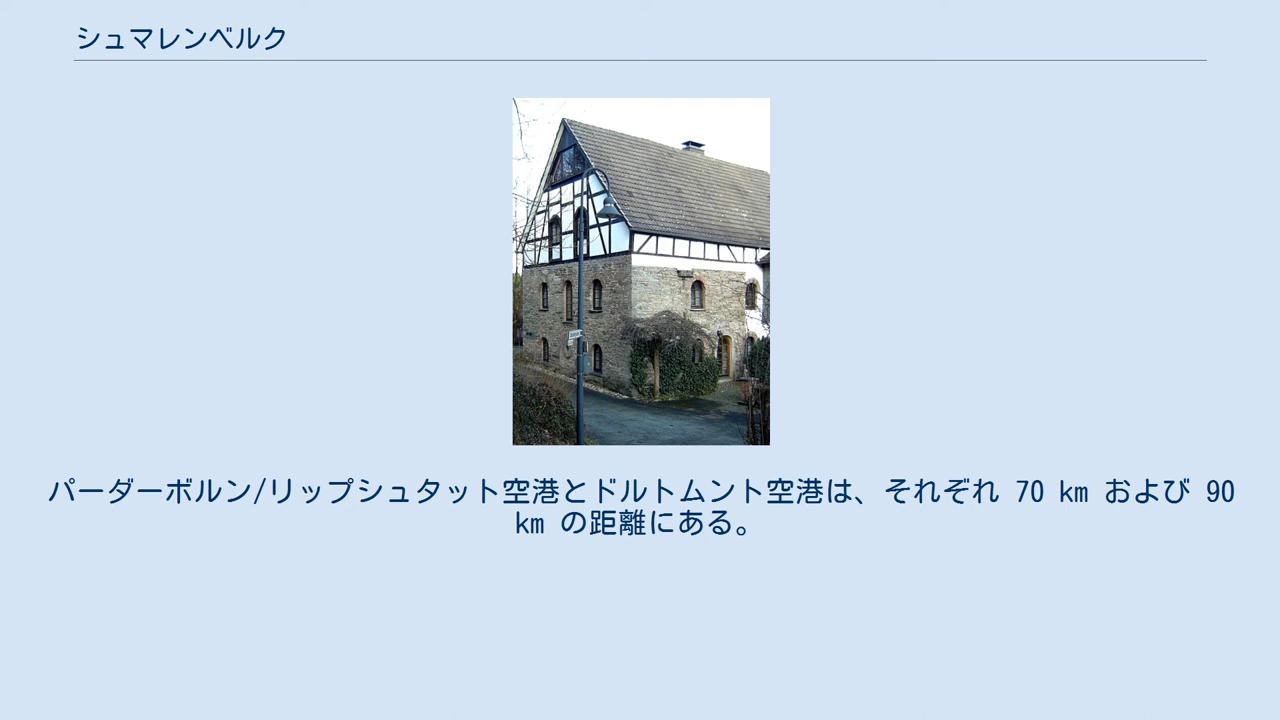 シュマレンベルク
パーダーボルン/リップシュタット空港とドルトムント空港は、それぞれ 70 km および 90
km の距離にある。